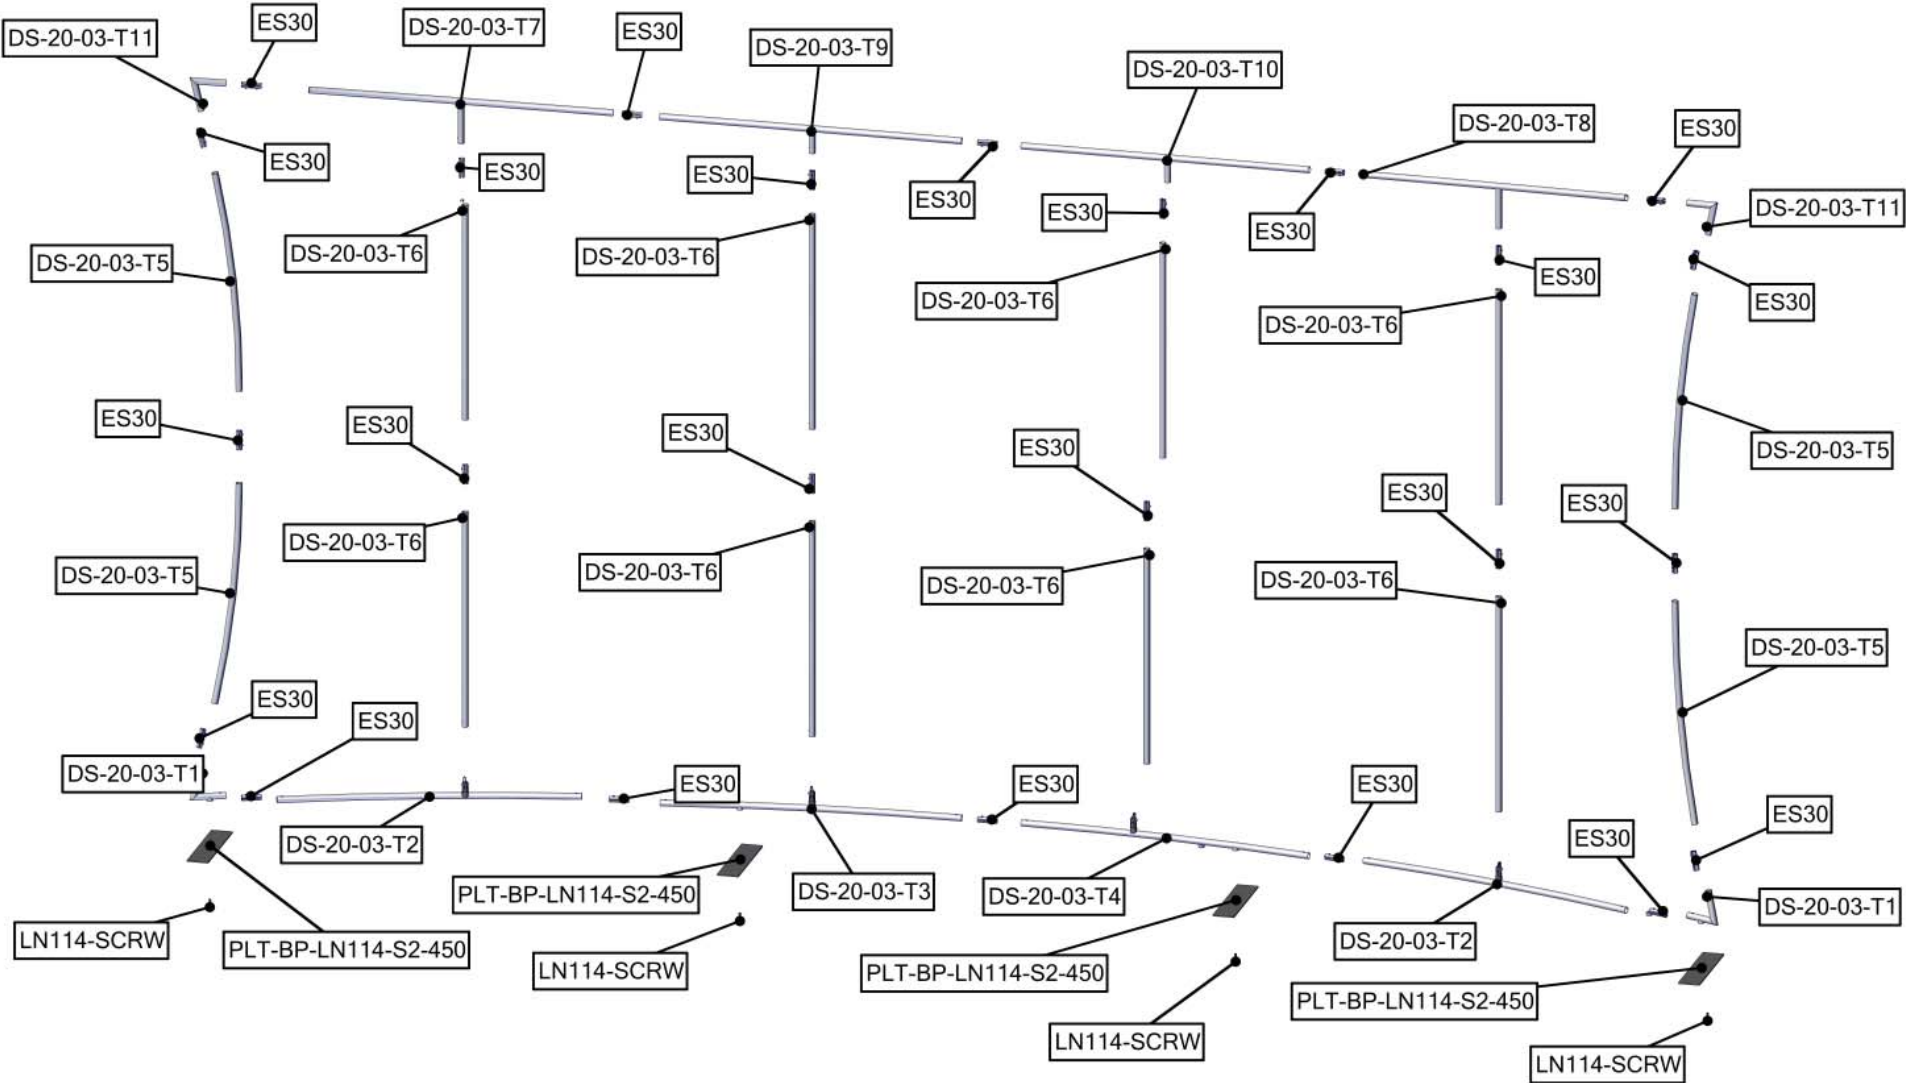 DS-20-03-T11
ES30
DS-20-03-T7
ES30
DS-20-03-T9
DS-20-03-T10
DS-20-03-T8
ES30
ES30
ES30
ES30
ES30
ES30
ES30
DS-20-03-T11
DS-20-03-T5
DS-20-03-T6
DS-20-03-T6
DS-20-03-T6
DS-20-03-T6
ES30
ES30
ES30
ES30
ES30
ES30
DS-20-03-T5
ES30
ES30
DS-20-03-T5
DS-20-03-T6
DS-20-03-T6
DS-20-03-T6
DS-20-03-T6
DS-20-03-T5
ES30
ES30
DS-20-03-T1
ES30
ES30
ES30
ES30
ES30
DS-20-03-T2
PLT-BP-LN114-S2-450
DS-20-03-T3
DS-20-03-T4
DS-20-03-T1
LN114-SCRW
PLT-BP-LN114-S2-450
LN114-SCRW
PLT-BP-LN114-S2-450
DS-20-03-T2
PLT-BP-LN114-S2-450
LN114-SCRW
LN114-SCRW